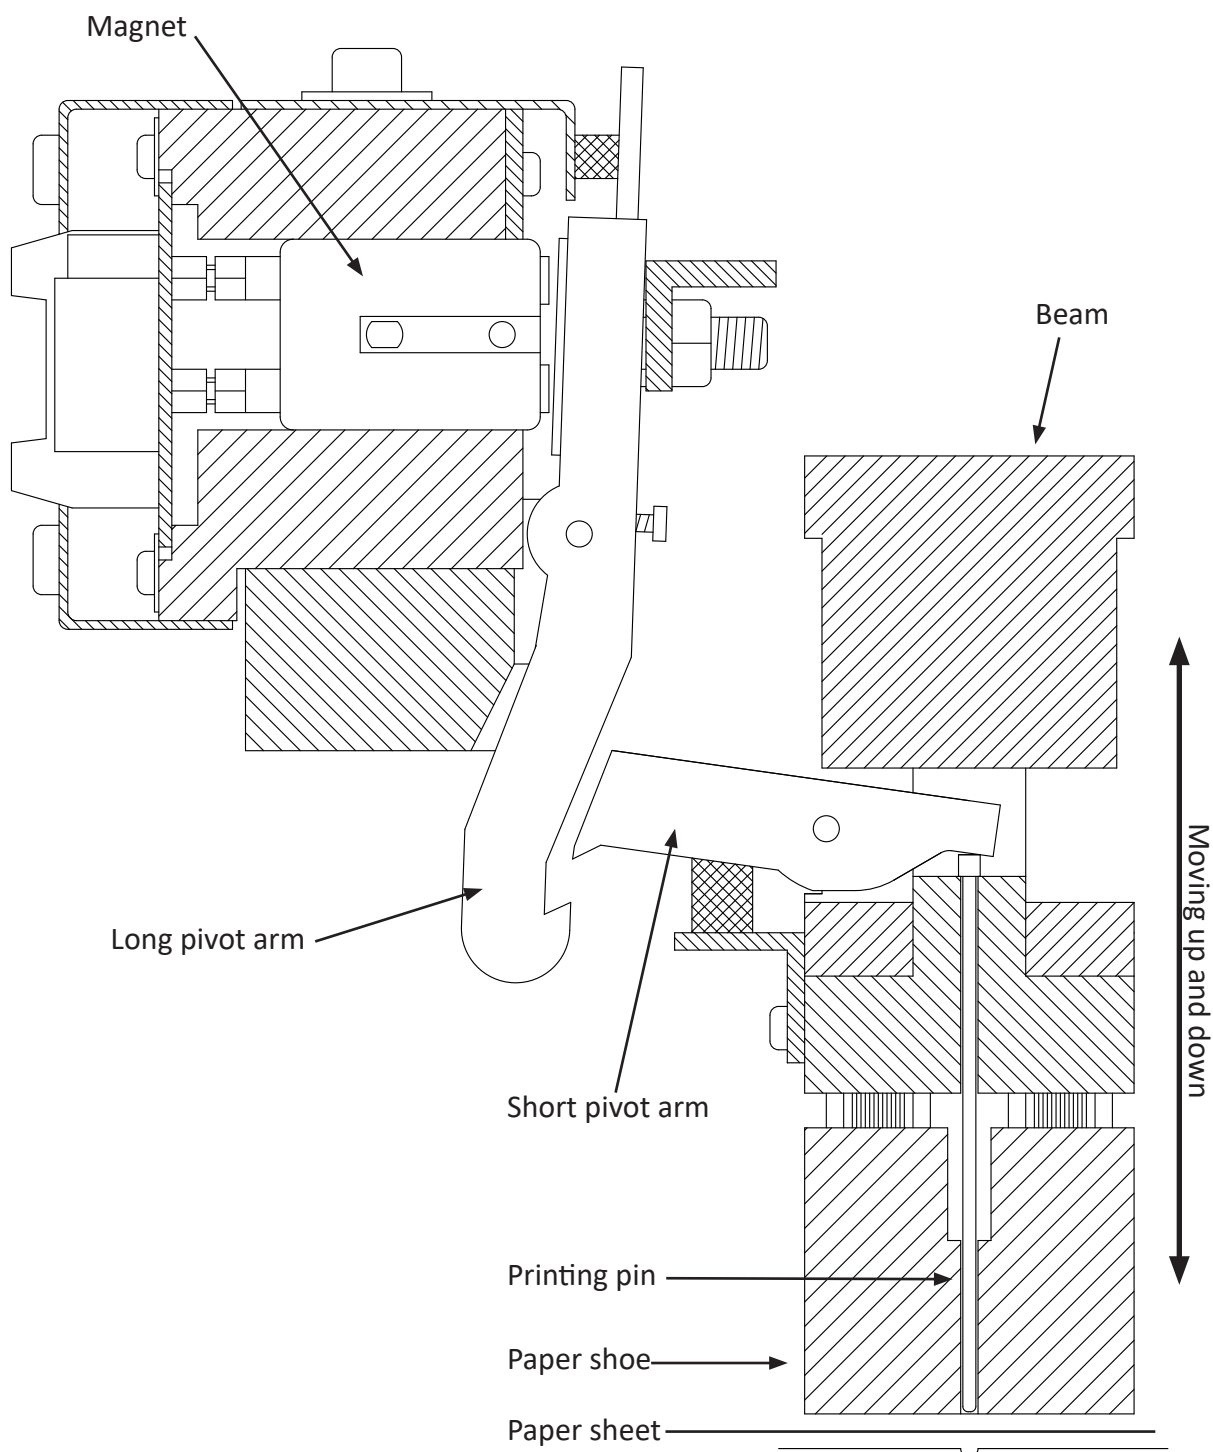 Magnet
Beam
Moving up and down
Long pivot arm
Short pivot arm
Printing pin
Paper shoe
Paper sheet